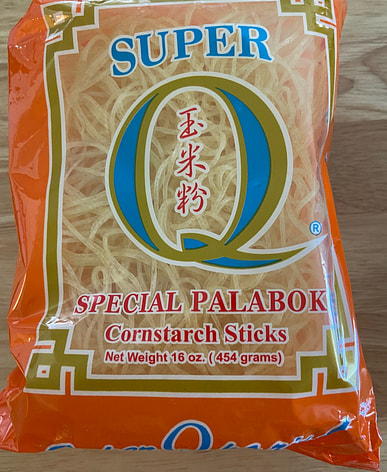 SUPER
Q
玉
米
粉
®
SPECIAL PALABOK
Cornstarch Sticks
Net Weight 16 oz. ( 454 grams)